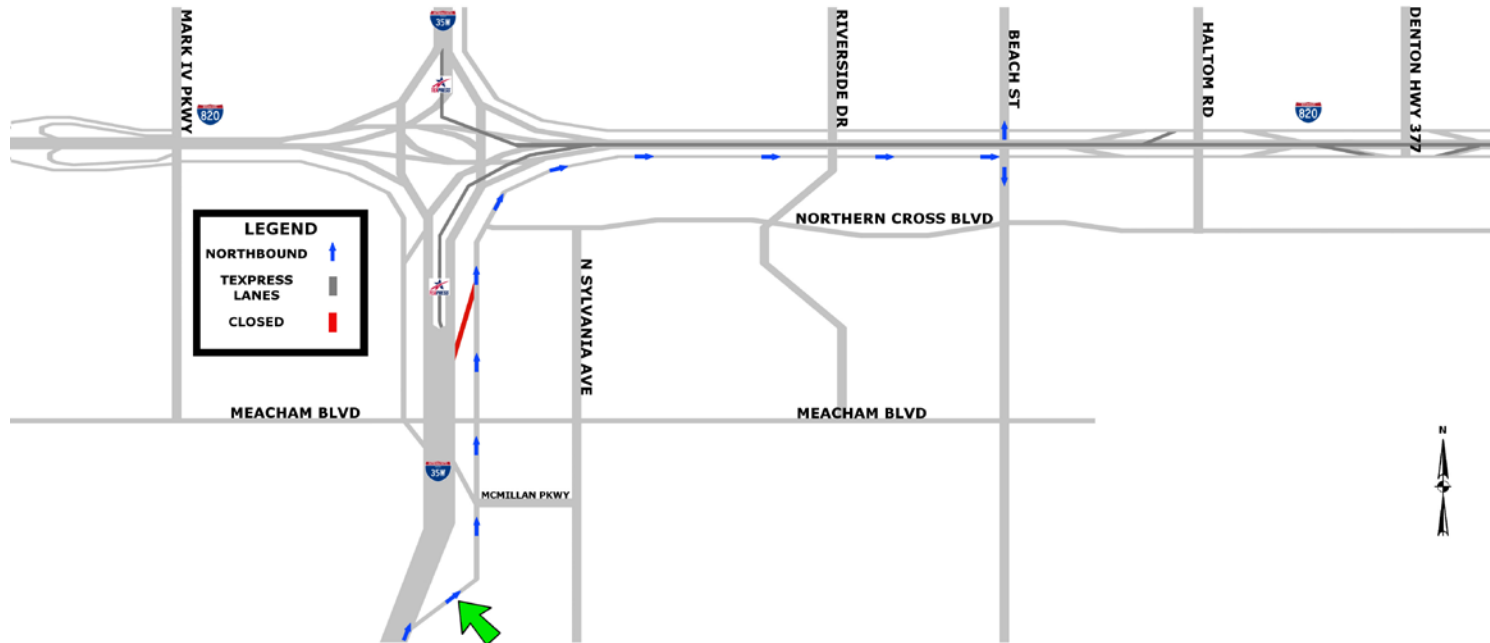 35W
MARK IV PKWY
RIVERSIDE DR
BEACH ST
HALTOM RD
DENTON HWY 377
820
820
LEGEND
NORTHBOUND
TEXPRESS
LANES
CLOSED
NORTHERN CROSS BLVD
N SYLVANIA AVE
MEACHAM BLVD
MEACHAM BLVD
35W
MCMILLAN PKWY
N